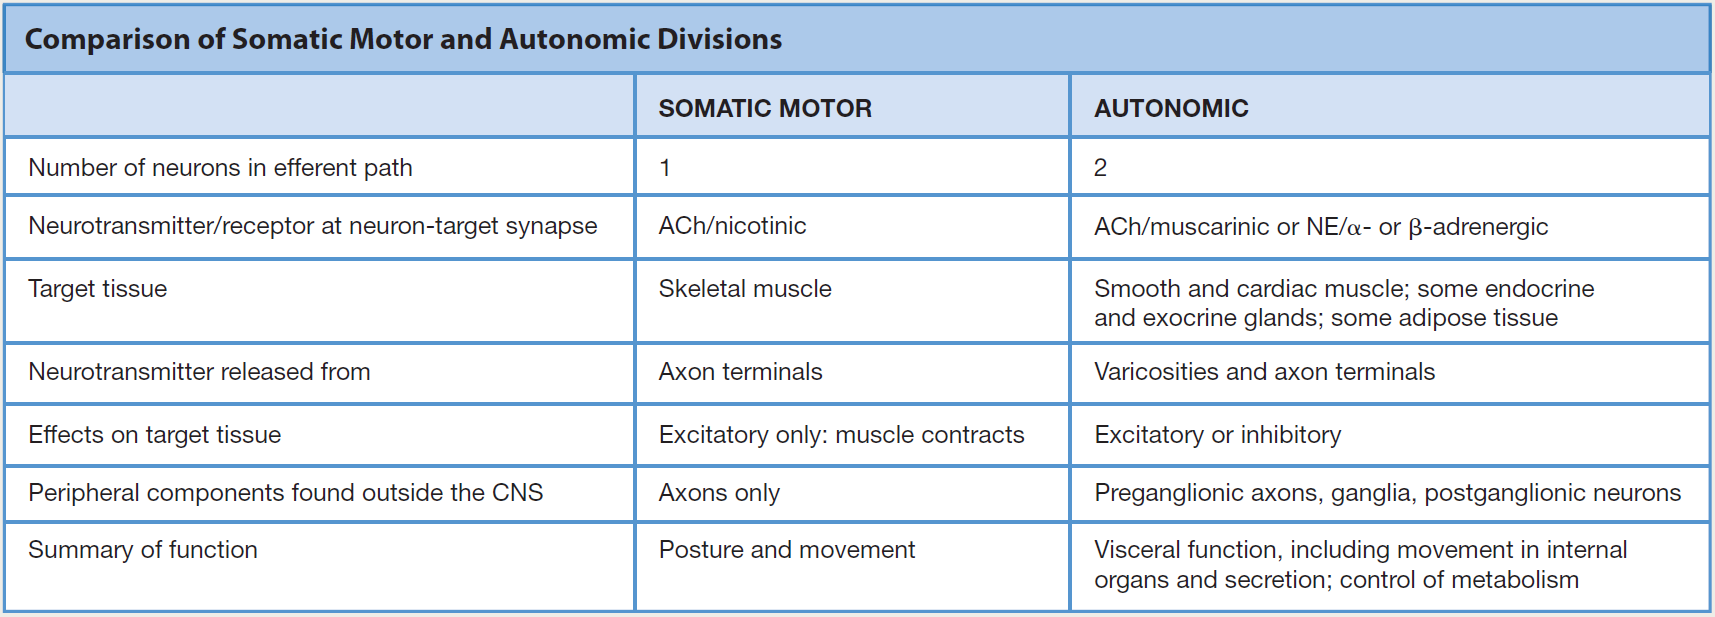 Comparison of Somatic Motor and Autonomic Divisions
SOMATIC MOTOR
AUTONOMIC
Number of neurons in efferent path
1
2
Neurotransmitter/receptor at neuron-target synapse
ACh/nicotinic
ACh/muscarinic or NE/α- or β-adrenergic
Target tissue
Skeletal muscle
Smooth and cardiac muscle; some endocrine
and exocrine glands; some adipose tissue
Neurotransmitter released from
Axon terminals
Varicosities and axon terminals
Effects on target tissue
Excitatory only: muscle contracts
Excitatory or inhibitory
Peripheral components found outside the CNS
Axons only
Preganglionic axons, ganglia, postganglionic neurons
Summary of function
Posture and movement
Visceral function, including movement in internal
organs and secretion; control of metabolism